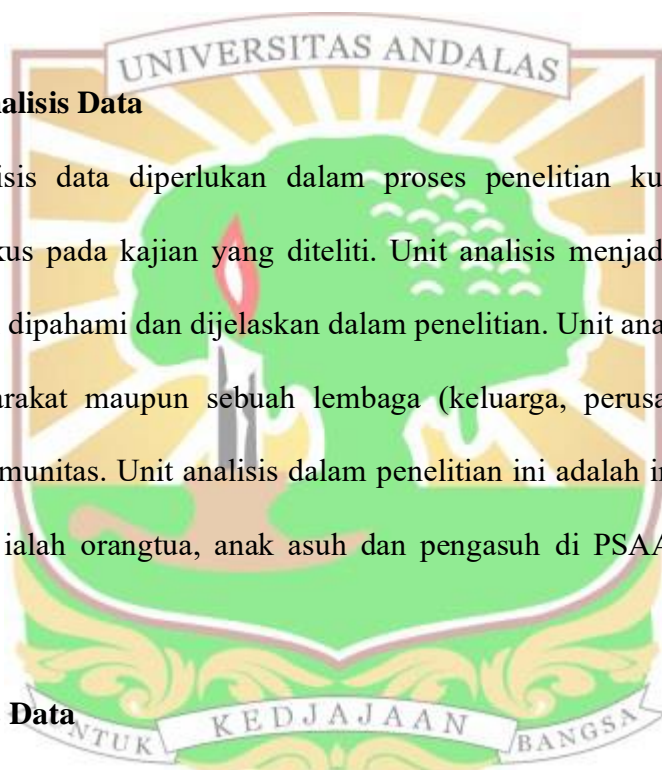 UNIVERSITAS ANDALAS
nalisis Data
isis data diperlukan dalam proses penelitian ku
kus pada kajian yang diteliti. Unit analisis menjad
dipahami dan dijelaskan dalam penelitian. Unit ana
arakat maupun sebuah lembaga (keluarga, perusa
munitas. Unit analisis dalam penelitian ini adalah in
ialah orangtua, anak asuh dan pengasuh di PSAA
Data
NTUK KEDJAJAAN BANGSA